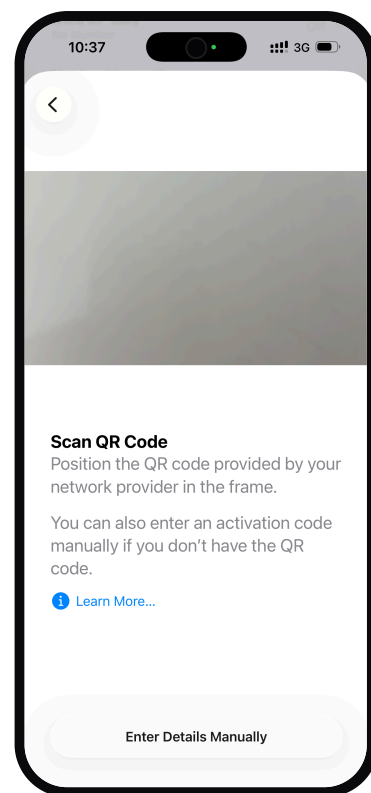 10:37
3G
Scan QR Code
Position the QR code provided by your
network provider in the frame.
You can also enter an activation code
manually if you don’t have the QR
code.
Learn More...
Enter Details Manually